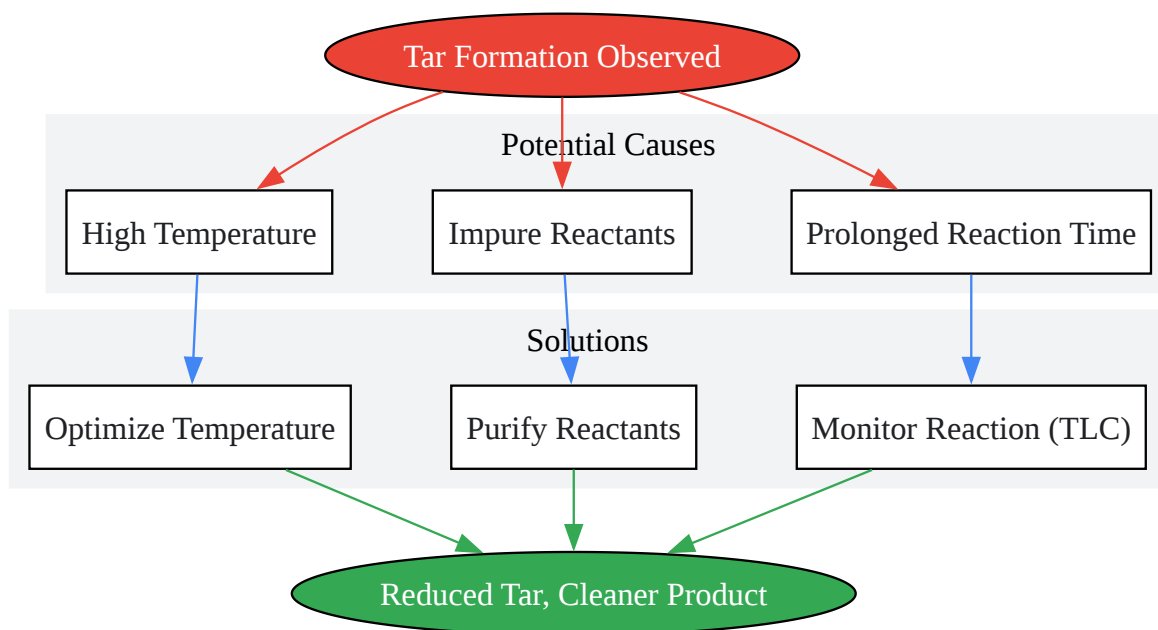 Tar Formation Observed
Potential Causes
High Temperature
Impure Reactants
Prolonged Reaction Time
Solutions
Optimize Temperature
Purify Reactants
Monitor Reaction (TLC)
Reduced Tar, Cleaner Product